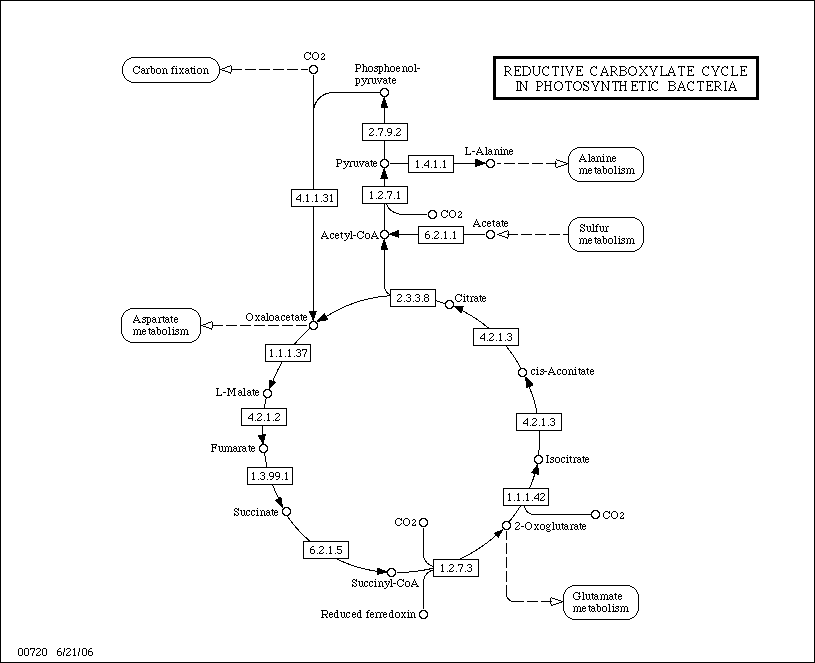 CO2
Carbon fixation
Phosphoenol-
pyruvate
REDUCTIVE CARBOXYLATE CYCLE
IN PHOTOSYNTHETIC BACTERIA
2.7.9.2
L-Alanine
Pyruvate
1.4.1.1
Alanine
metabolism
4.1.1.31
1.2.7.1
CO2
Acetate
Acetyl-CoA
6.2.1.1
Sulfur
metabolism
2.3.3.8
Citrate
Oxaloacetate
Aspartate
metabolism
4.2.1.3
1.1.1.37
cis-Aconitate
L-Malate
4.2.1.2
4.2.1.3
Fumarate
Isocitrate
1.3.99.1
1.1.1.42
Succinate
CO2
CO2
2-Oxoglutarate
6.2.1.5
1.2.7.3
Succinyl-CoA
Glutamate
metabolism
Reduced ferredoxin
00720 6/21/06